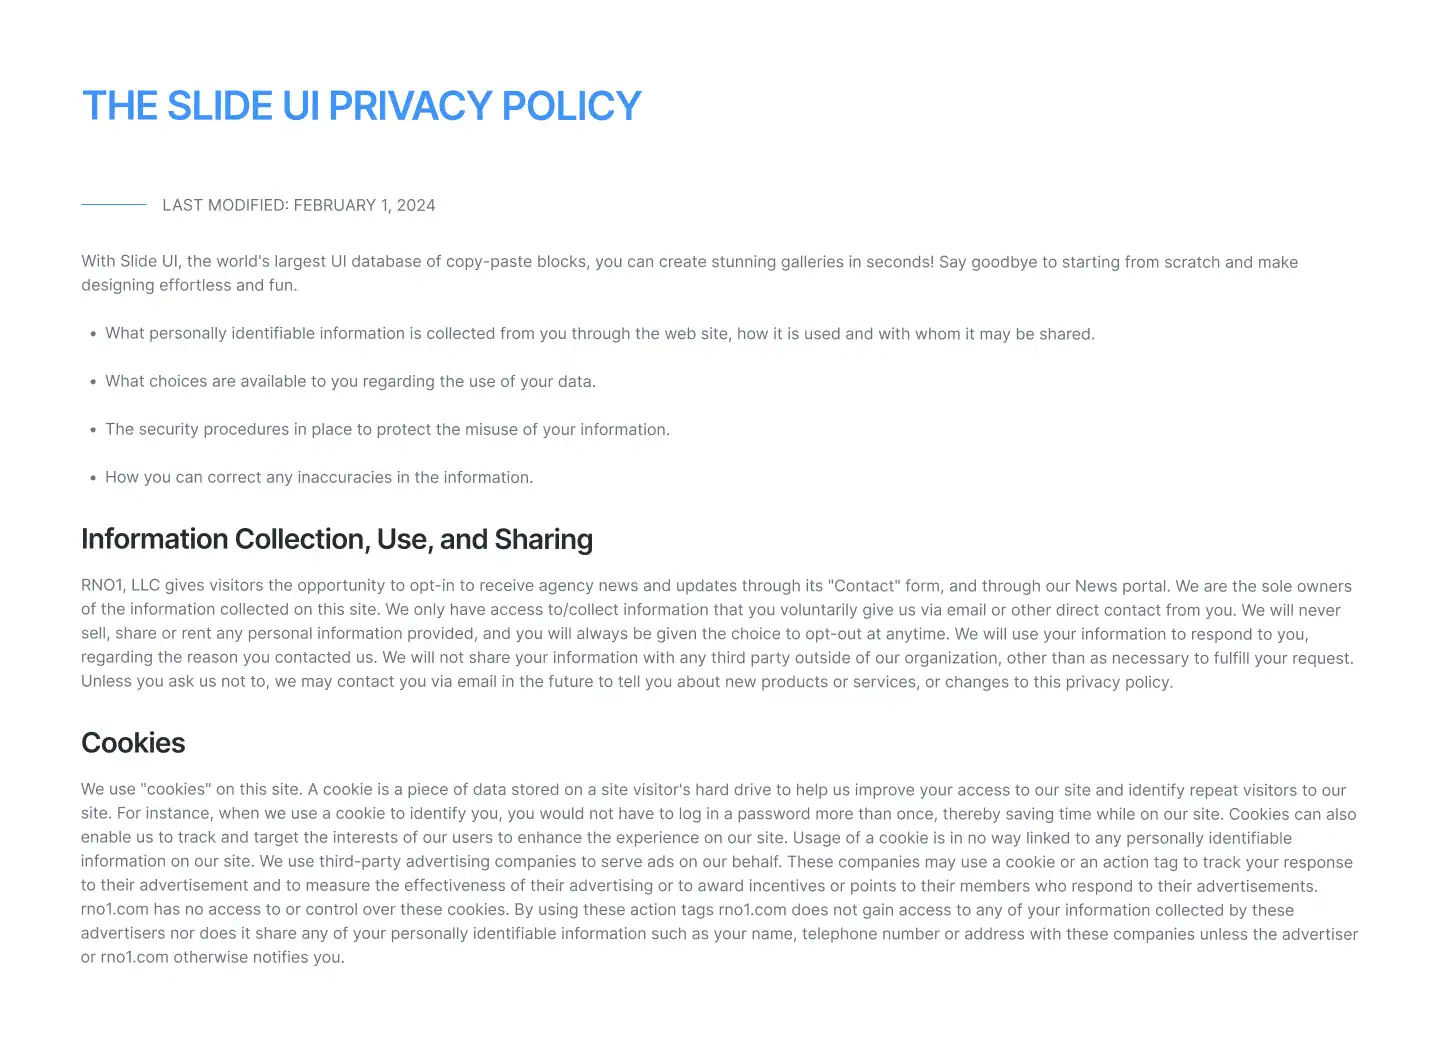 THE SLIDE UI PRIVACY POLICY
LAST MODIFIED: FEBRUARY 1, 2024
With Slide UI, the world's largest UI database of copy-paste blocks, you can create stunning galleries in seconds! Say goodbye to starting from scratch and make
designing effortless and fun.
• What personally identifiable information is collected from you through the web site, how it is used and with whom it may be shared.
• What choices are available to you regarding the use of your data.
• The security procedures in place to protect the misuse of your information.
• How you can correct any inaccuracies in the information.
Information Collection, Use, and Sharing
RNO1, LLC gives visitors the opportunity to opt-in to receive agency news and updates through its "Contact" form, and through our News portal. We are the sole owners
of the information collected on this site. We only have access to/collect information that you voluntarily give us via email or other direct contact from you. We will never
sell, share or rent any personal information provided, and you will always be given the choice to opt-out at anytime. We will use your information to respond to you,
regarding the reason you contacted us. We will not share your information with any third party outside of our organization, other than as necessary to fulfill your request.
Unless you ask us not to, we may contact you via email in the future to tell you about new products or services, or changes to this privacy policy.
Cookies
We use "cookies" on this site. A cookie is a piece of data stored on a site visitor's hard drive to help us improve your access to our site and identify repeat visitors to our
site. For instance, when we use a cookie to identify you, you would not have to log in a password more than once, thereby saving time while on our site. Cookies can also
enable us to track and target the interests of our users to enhance the experience on our site. Usage of a cookie is in no way linked to any personally identifiable
information on our site. We use third-party advertising companies to serve ads on our behalf. These companies may use a cookie or an action tag to track your response
to their advertisement and to measure the effectiveness of their advertising or to award incentives or points to their members who respond to their advertisements.
rno1.com has no access to or control over these cookies. By using these action tags rno1.com does not gain access to any of your information collected by these
advertisers nor does it share any of your personally identifiable information such as your name, telephone number or address with these companies unless the advertiser
or rno1.com otherwise notifies you.